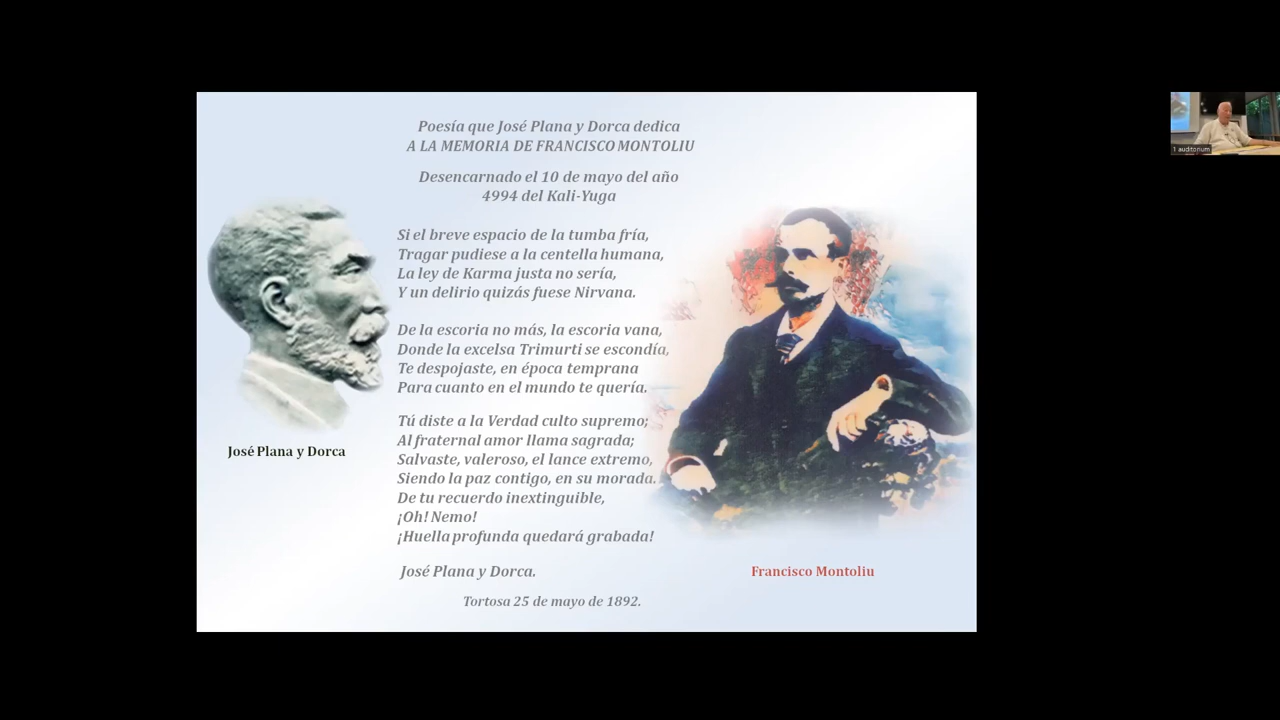 Poesía que José Plana y Dorca dedica
A LA MEMORIA DE FRANCISCO MONTOLIU
Desencarnado el 10 de mayo del año
4994 del Kali-Yuga
Si el breve espacio de la tumba fría,
Tragar pudiese a la centella humana,
La ley de Karma justa no sería,
Y un delirio quizás fuese Nirvana.
De la escoria no más, la escoria vana,
Donde la excelsa Trimurti se escondía,
Te despojaste, en época temprana
Para cuanto en el mundo te quería.
Tú diste a la Verdad culto supremo;
Al fraternal amor llama sagrada;
Salvaste, valeroso, el lance extremo,
Siendo la paz contigo, en su morada.
De tu recuerdo inextinguible,
¡Oh! Nemo!
¡Huella profunda quedará grabada!
José Plana y Dorca.
Tortosa 25 de mayo de 1892.
José Plana y Dorca
Francisco Montoliu
1 auditorium